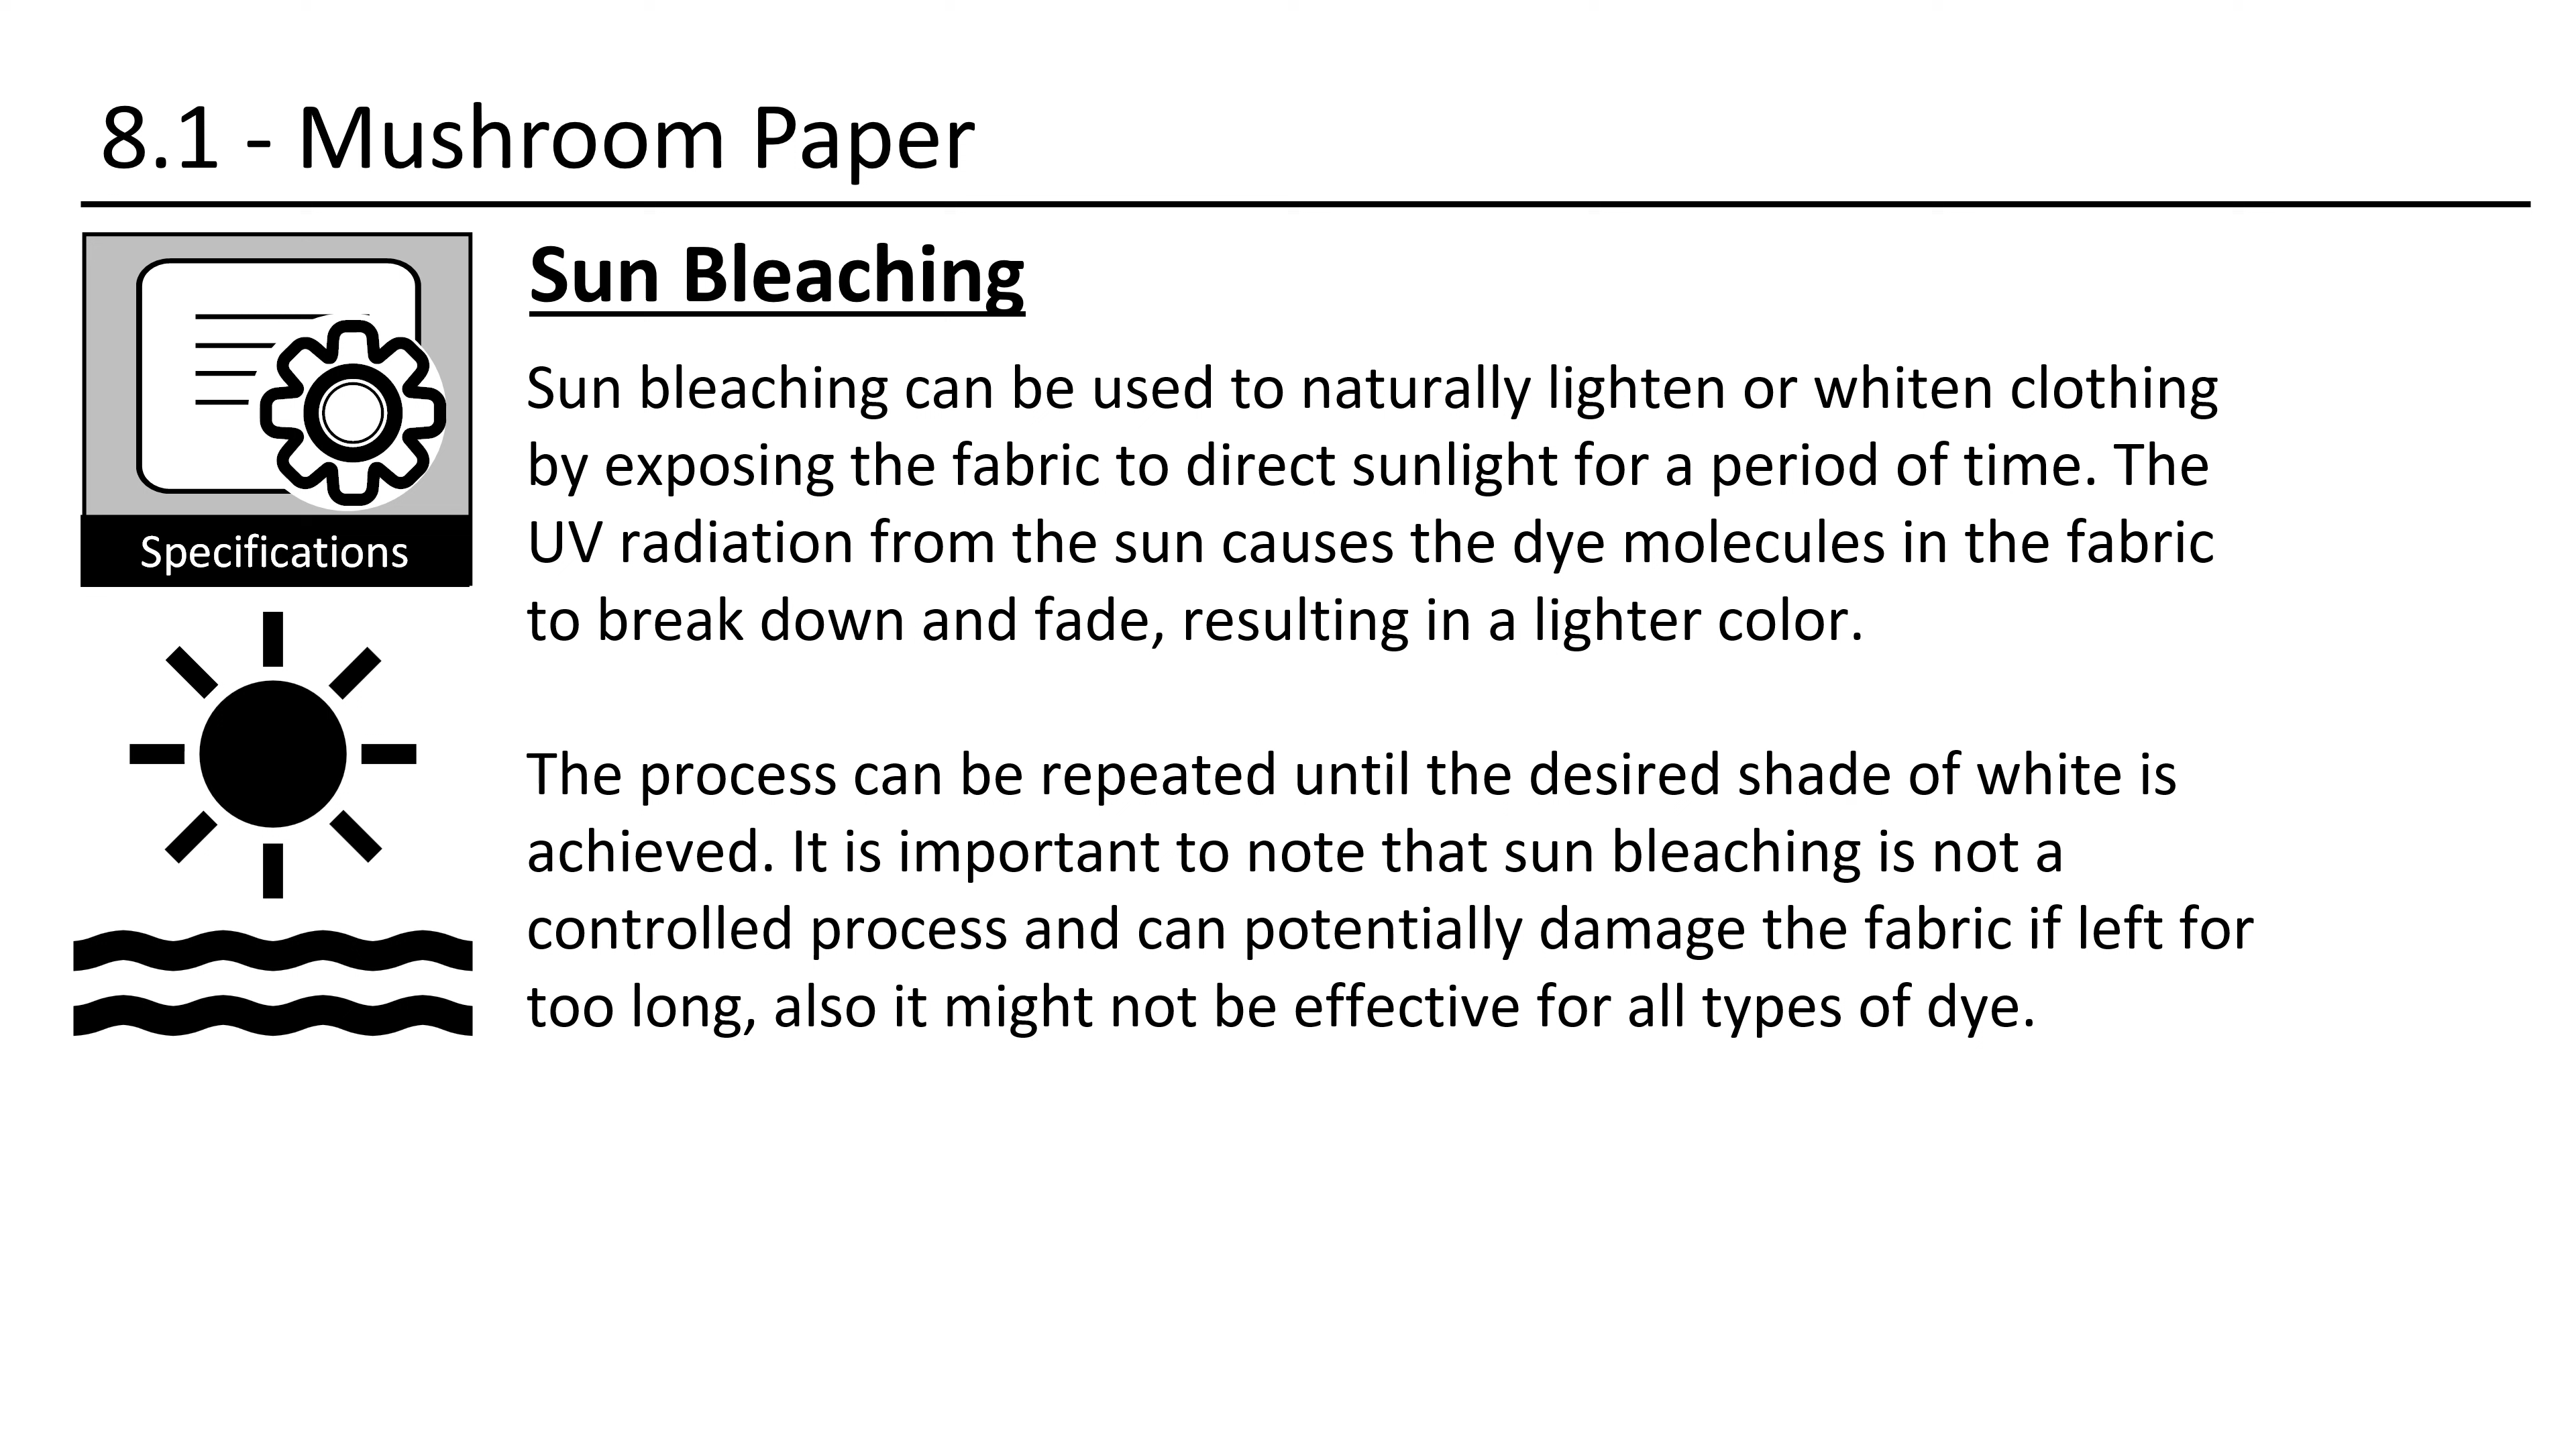 8.1 - Mushroom Paper
Specifications
Sun Bleaching
Sun bleaching can be used to naturally lighten or whiten clothing
by exposing the fabric to direct sunlight for a period of time. The
UV radiation from the sun causes the dye molecules in the fabric
to break down and fade, resulting in a lighter color.
The process can be repeated until the desired shade of white is
achieved. It is important to note that sun bleaching is not a
controlled process and can potentially damage the fabric if left for
too long, also it might not be effective for all types of dye.